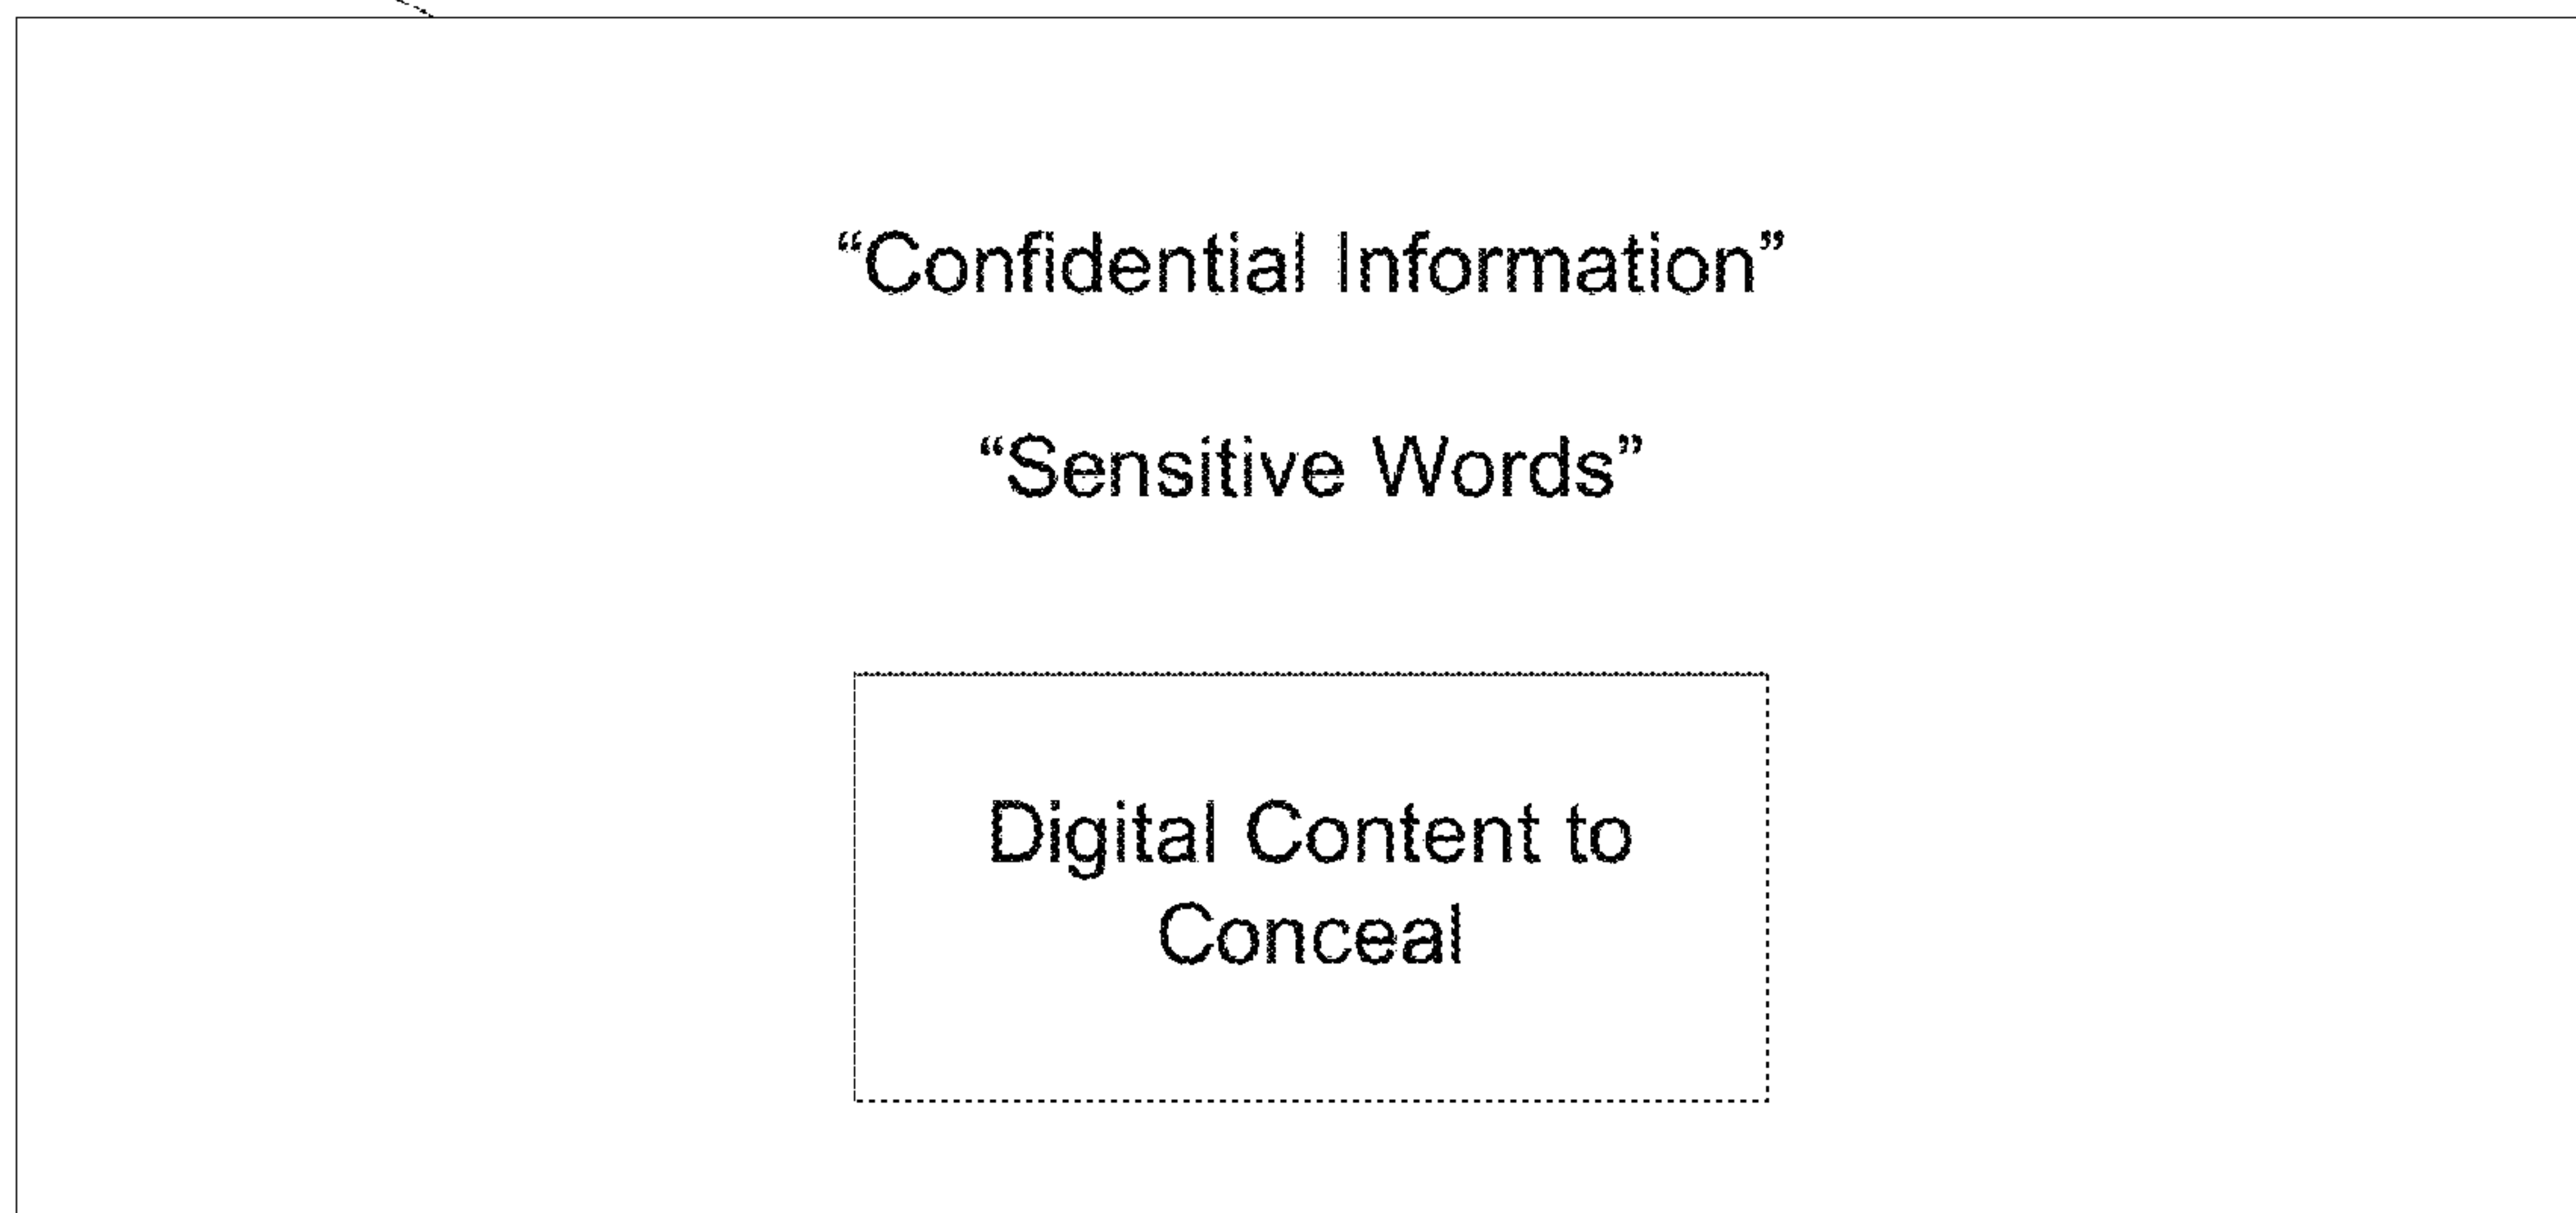 “Confidential Information”
“Sensitive Words”
Digital Content to
Conceal